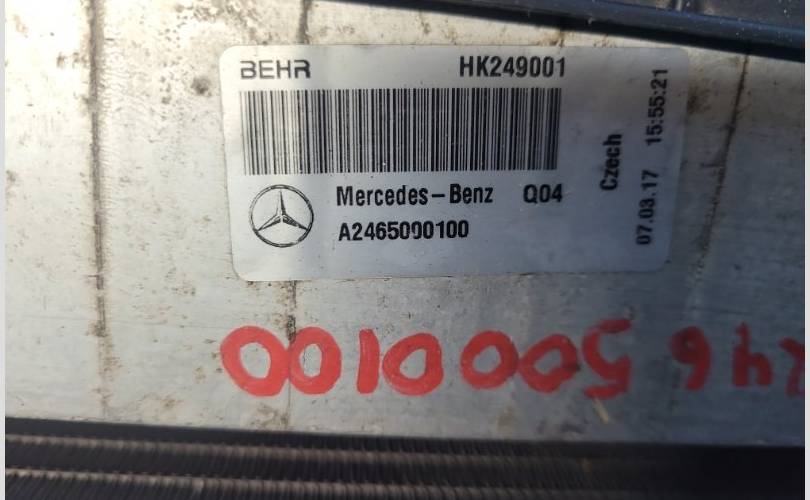 BEHR HK249001
Mercedes-Benz Q04
A2465000100
Czech
07.03.17 15:55:21
246 5000100